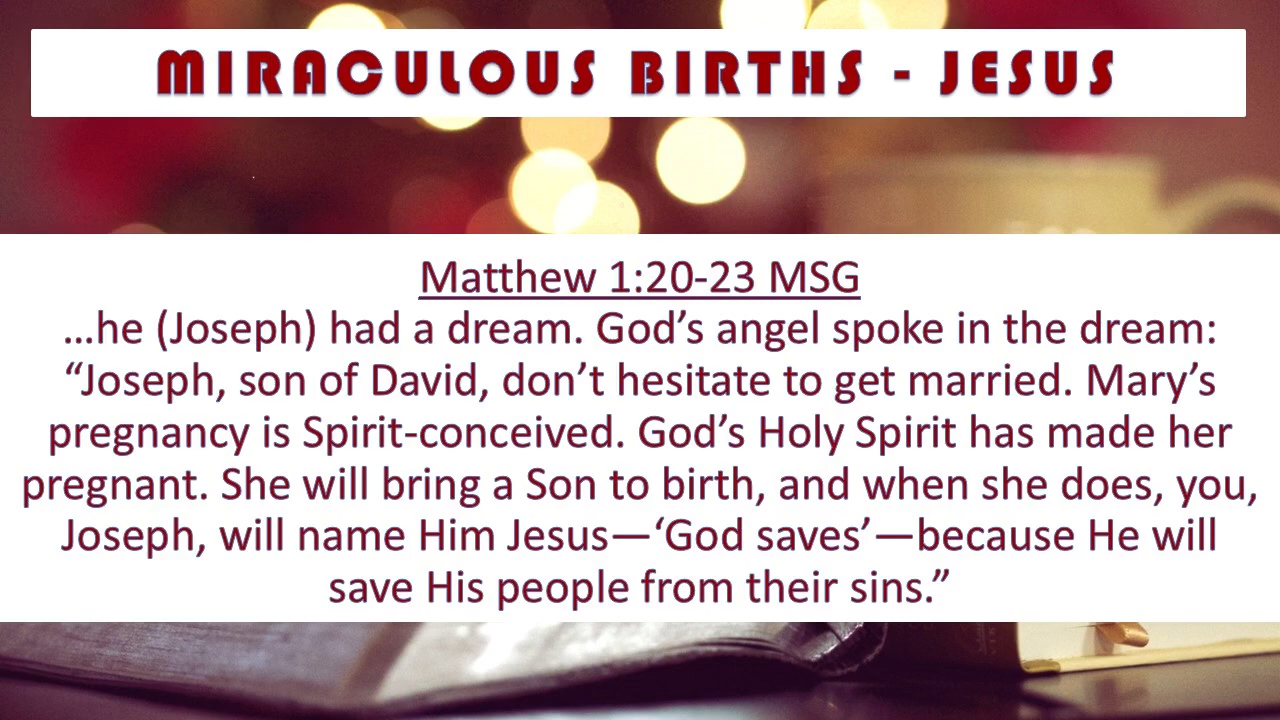 MIRACULOUS BIRTHS - JESUS
Matthew 1:20-23 MSG
…he (Joseph) had a dream. God’s angel spoke in the dream:
“Joseph, son of David, don’t hesitate to get married. Mary’s
pregnancy is Spirit-conceived. God’s Holy Spirit has made her
pregnant. She will bring a Son to birth, and when she does, you,
Joseph, will name Him Jesus—‘God saves’—because He will
save His people from their sins.”